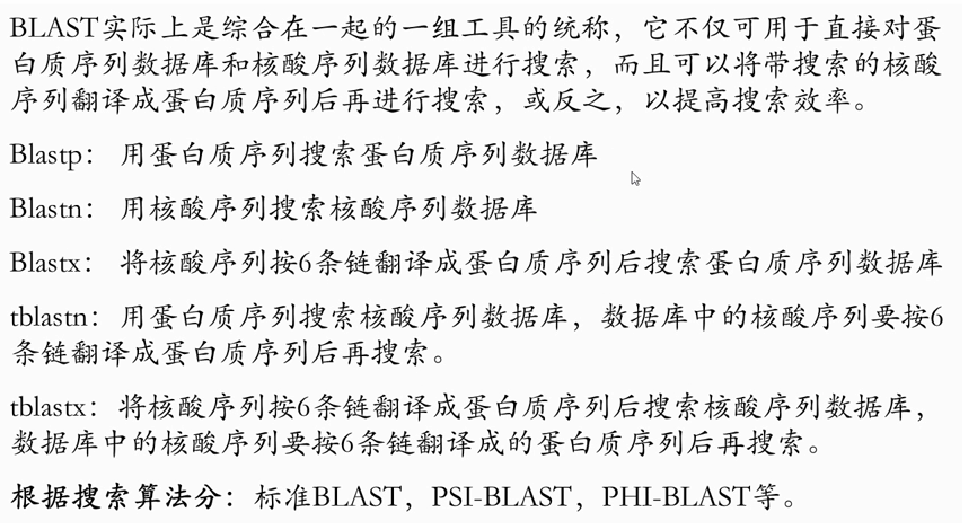 BLAST实际上是综合在一起的一组工具的统称，它不仅可用于直接对蛋
白质序列数据库和核酸序列数据库进行搜索，而且可以将带搜索的核酸
序列翻译成蛋白质序列后再进行搜索，或反之，以提高搜索效率。
Blastp： 用蛋白质序列搜索蛋白质序列数据库
Blastn： 用核酸序列搜索核酸序列数据库
Blastx： 将核酸序列按6条链翻译成蛋白质序列后搜索蛋白质序列数据库
tblastn：用蛋白质序列搜索核酸序列数据库，数据库中的核酸序列要按6
条链翻译成蛋白质序列后再搜索。
tblastx：将核酸序列按6条链翻译成蛋白质序列后搜索核酸序列数据库，
数据库中的核酸序列要按6条链翻译成的蛋白质序列后再搜索。
根据搜索算法分：标准BLAST，PSI-BLAST，PHI-BLAST等。